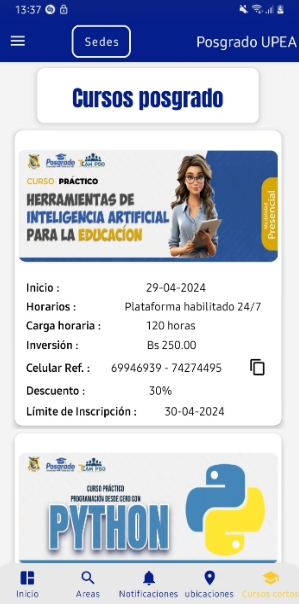 13:37
Sedes
Posgrado UPEA
Cursos posgrado
Posgrado
CURSO PRÁCTICO
HERRAMIENTAS DE
INTELIGENCIA ARTIFICIAL
PARA LA EDUCACÍON
Presencial
Inicio : 29-04-2024
Horarios : Plataforma habilitado 24/7
Carga horaria : 120 horas
Inversión : Bs 250.00
Celular Ref. : 69946939 - 74274495
Descuento : 30%
Límite de Inscripción : 30-04-2024
Posgrado
CURSO PRÁCTICO
PROGRAMACIÓN DESDE CERO CON
PYTHON
Inicio
Areas
Notificaciones
ubicaciones
Cursos cortos